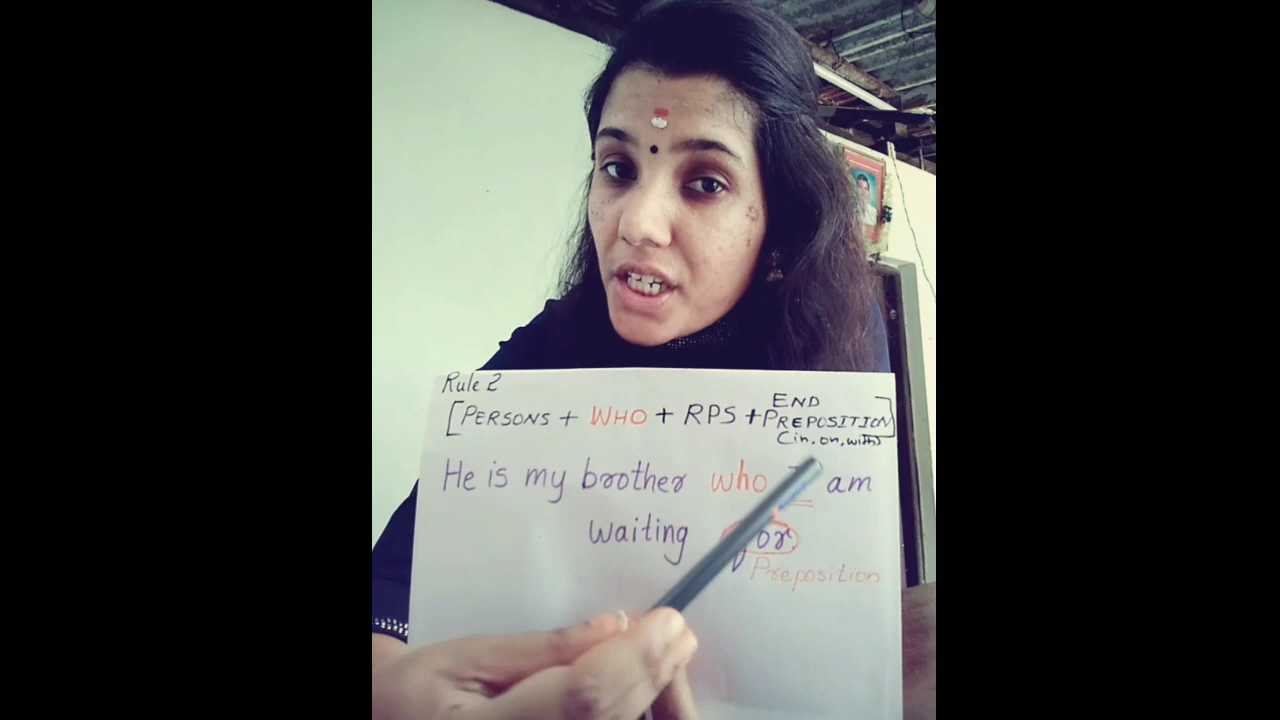 Rule 2
[PERSONS + WHO + RPS + END PREPOSITION]
(in, on, with)
He is my brother who I am
waiting for
Preposition